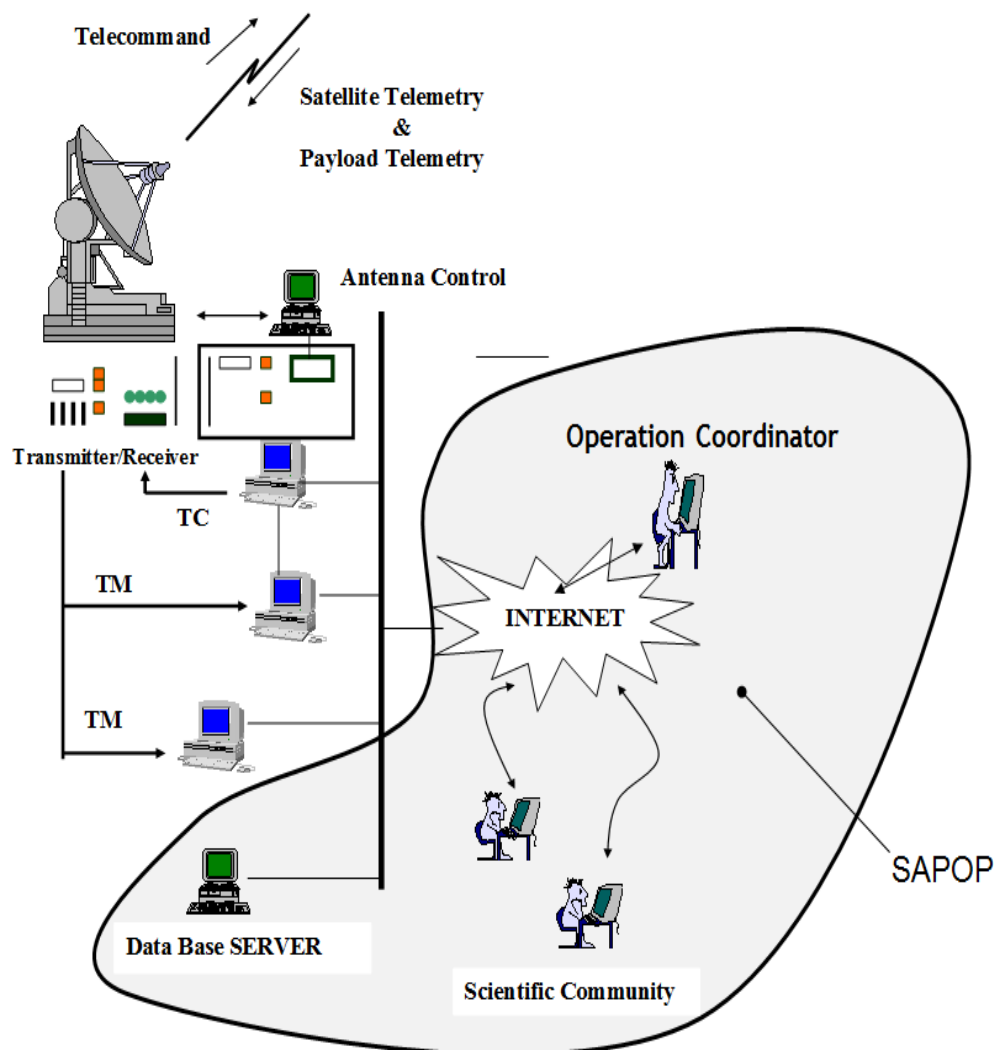 Telecommand
Satellite Telemetry
&
Payload Telemetry
Antenna Control
Operation Coordinator
Transmitter/Receiver
TC
TM
INTERNET
TM
SAPOP
Data Base SERVER
Scientific Community